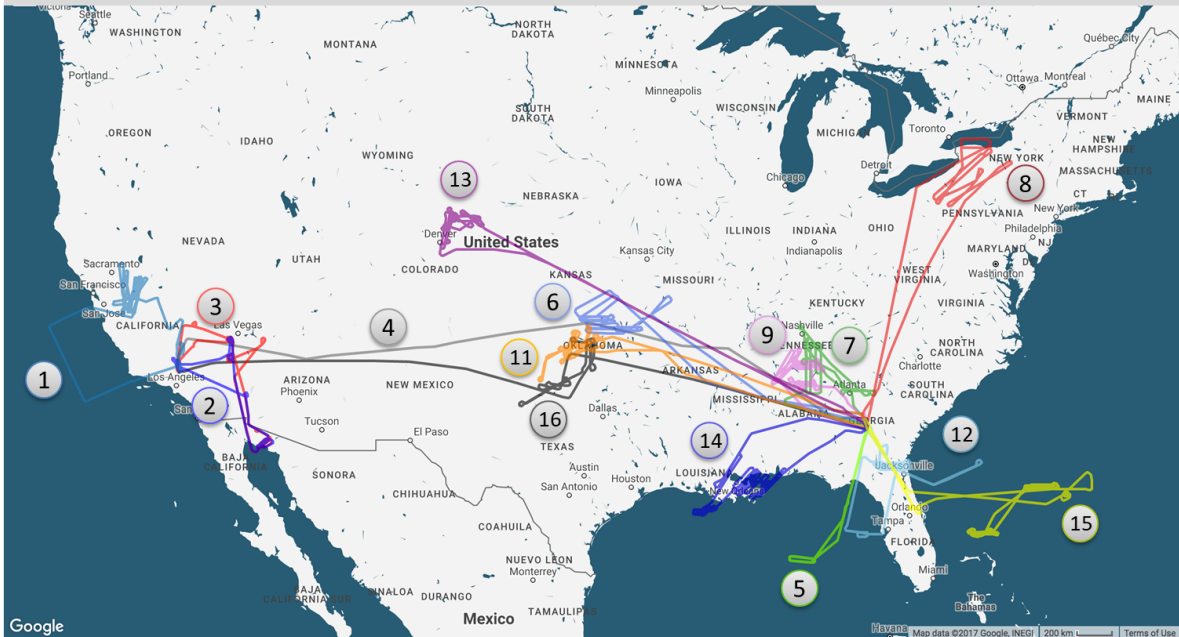 Victoria
Seattle
WASHINGTON
MONTANA
NORTH
DAKOTA
Québec City
MINNESOTA
Ottawa
Montreal
Portland
Minneapolis
MAINE
SOUTH
DAKOTA
WISCONSIN
VERMONT
OREGON
MICHIGAN
Toronto
IDAHO
NEW
HAMPSHIRE
WYOMING
NEW YORK
Detroit
MASSACHUSETTS
Chicago
13
IOWA
8
CT
NEBRASKA
New York
PENNSYLVANIA
Denver
United States
ILLINOIS
INDIANA
OHIO
Philadelphia
NEVADA
NJ
Indianapolis
MARYLAND
Kansas City
UTAH
Sacramento
COLORADO
KANSAS
WEST
VIRGINIA
Washington
MISSOURI
San Francisco
6
KENTUCKY
VIRGINIA
San Jose
3
CALIFORNIA
Las Vegas
4
Nashville
9
TENNESSEE
7
11
OKLAHOMA
NORTH
CAROLINA
Charlotte
1
Los Angeles
ARIZONA
NEW MEXICO
ARKANSAS
Atlanta
Phoenix
SOUTH
CAROLINA
MISSISSIPPI
2
16
Dallas
ALABAMA
GEORGIA
San
Tucson
El Paso
TEXAS
14
12
BAJA
CALIFORNIA
SONORA
Austin
LOUISIANA
Jacksonville
San Antonio
Houston
New Orleans
CHIHUAHUA
Orlando
Tampa
15
COAHUILA
FLORIDA
NUEVO LEON
Monterrey
5
Miami
BAJA
CALIFORNIA SUR
SINALOA
DURANGO
The
Bahamas
Mexico
TAMAULIPAS
Google
Havana
Map data ©2017 Google, INEGI
200 km
Terms of Use